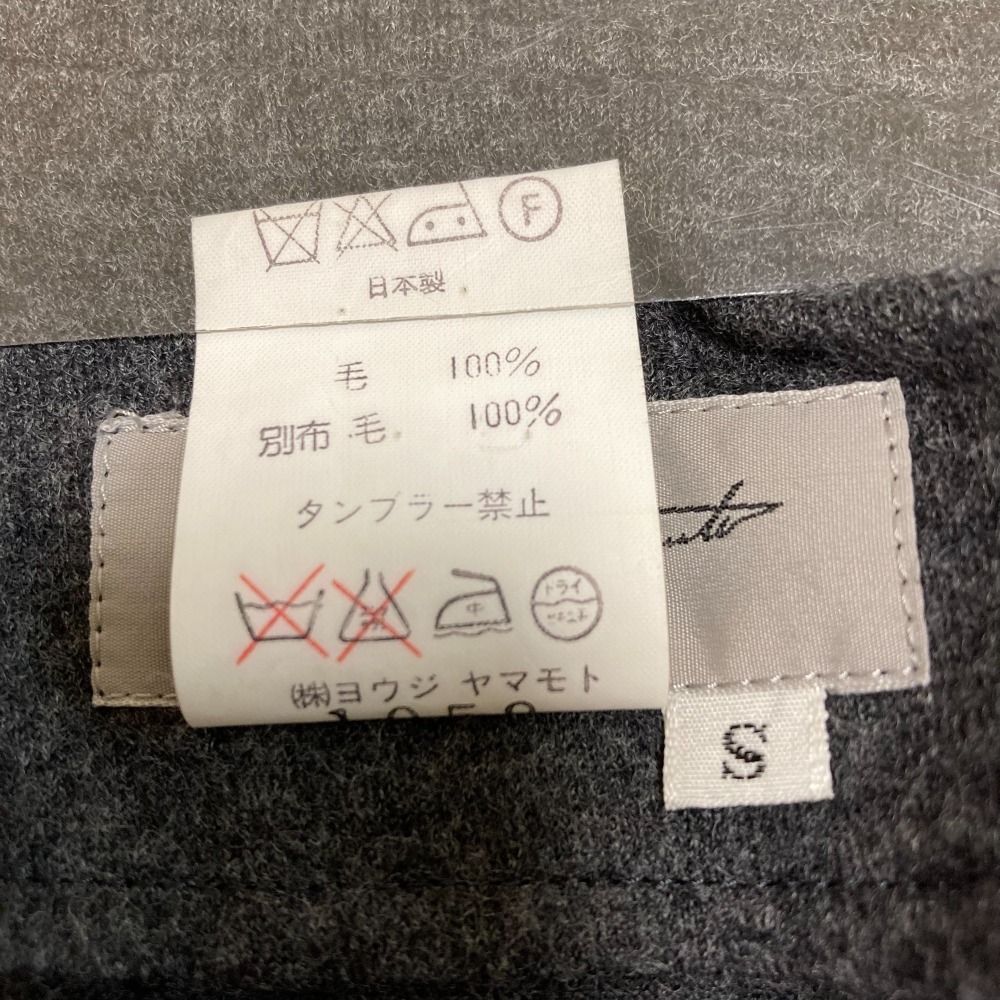 F
日本製
毛 100%
別布 毛 100%
タンブラー禁止
中 ドライ
(株)ヨウジ ヤマモト
S